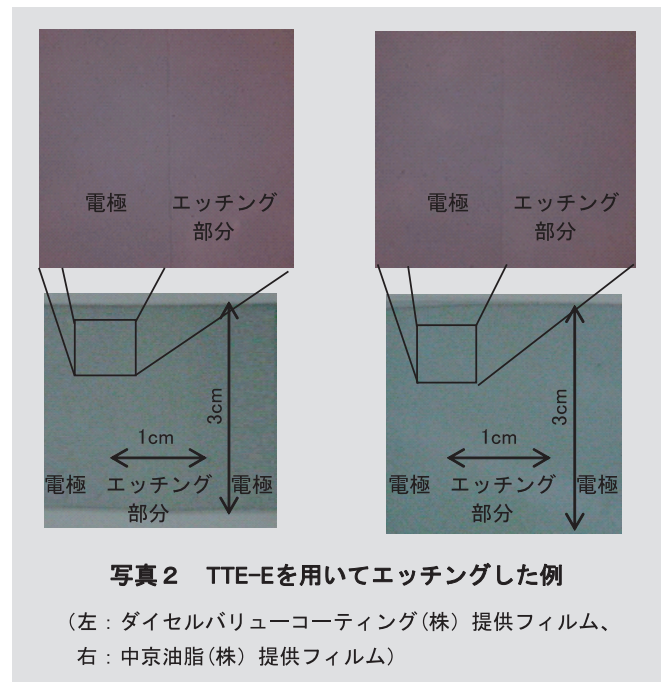 電極 エッチング
部分
電極 エッチング
部分
3cm
1cm
電極 エッチング 電極
部分
3cm
1cm
電極 エッチング 電極
部分
写真2 TTE-Eを用いてエッチングした例
(左:ダイセルバリューコーティング(株) 提供フィルム、
右:中京油脂(株) 提供フィルム)